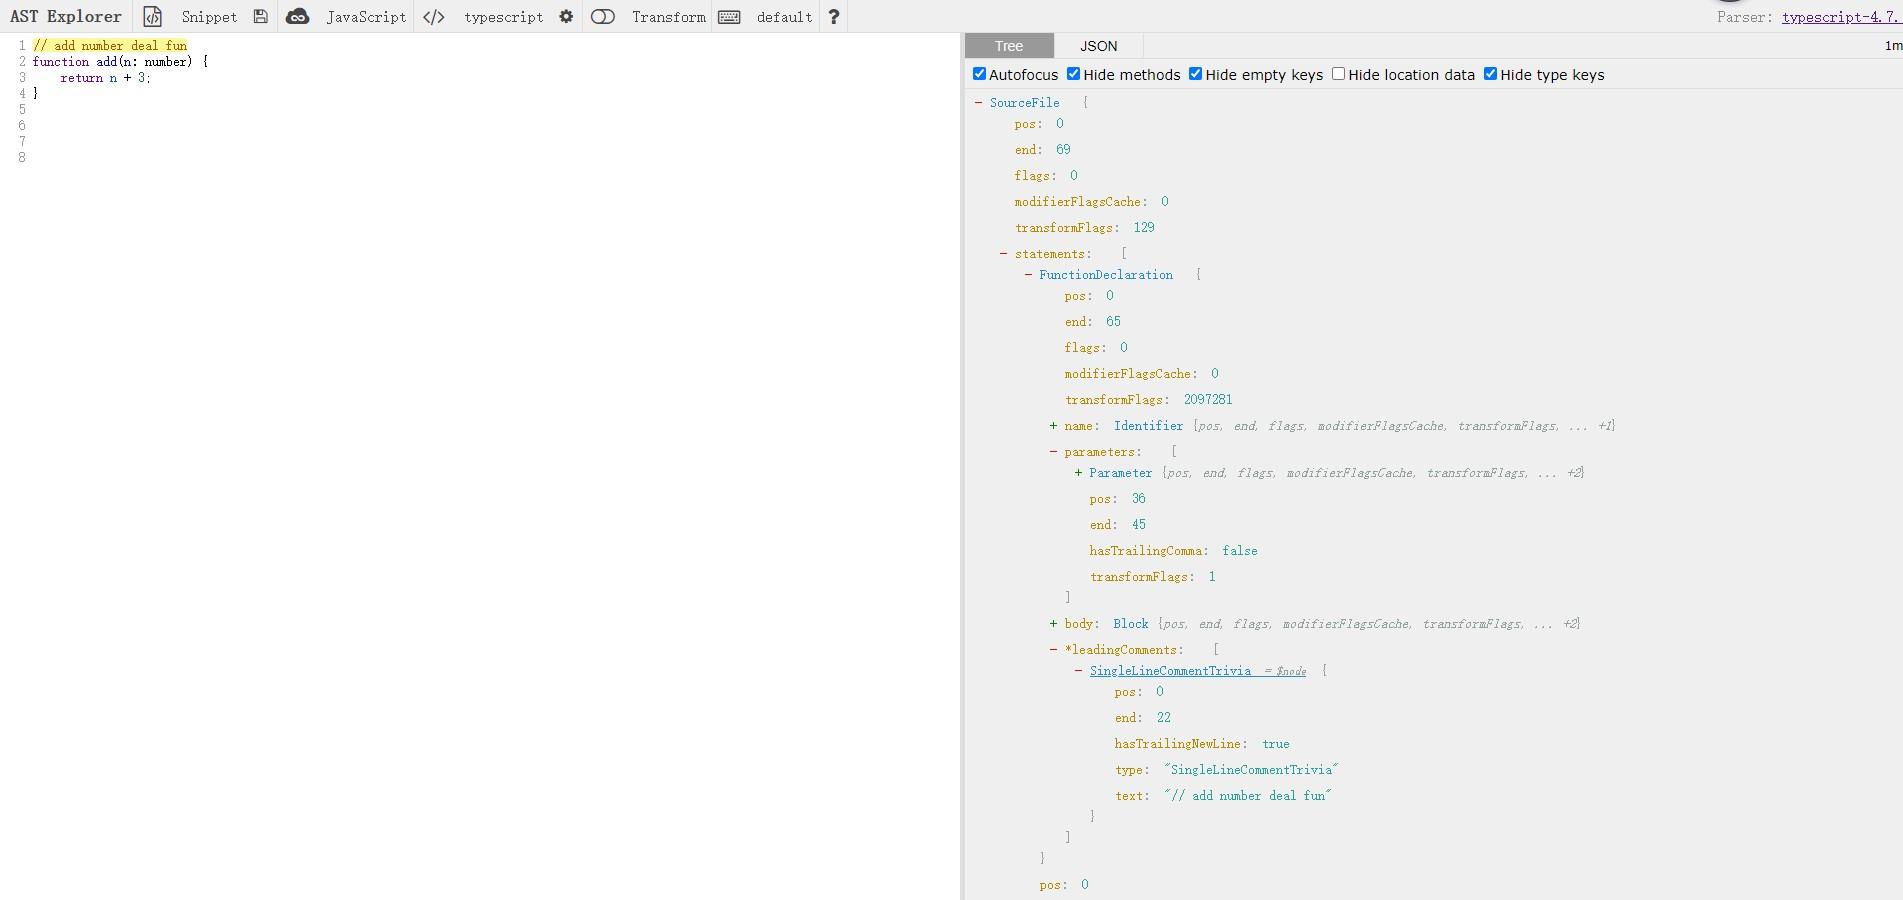 AST Explorer Snippet JavaScript </> typescript Transform default ? Parser: typescript-4.7.
Tree JSON 1m
Autofocus Hide methods Hide empty keys Hide location data Hide type keys
1 // add number deal fun
2 function add(n: number) {
3 return n + 3;
4 }
5
6
7
8
− SourceFile {
pos: 0
end: 69
flags: 0
modifierFlagsCache: 0
transformFlags: 129
− statements: [
− FunctionDeclaration {
pos: 0
end: 65
flags: 0
modifierFlagsCache: 0
transformFlags: 2097281
+ name: Identifier {pos, end, flags, modifierFlagsCache, transformFlags, ... +1}
− parameters: [
+ Parameter {pos, end, flags, modifierFlagsCache, transformFlags, ... +2}
pos: 36
end: 45
hasTrailingComma: false
transformFlags: 1
]
+ body: Block {pos, end, flags, modifierFlagsCache, transformFlags, ... +2}
− *leadingComments: [
− SingleLineCommentTrivia = $node {
pos: 0
end: 22
hasTrailingNewLine: true
type: "SingleLineCommentTrivia"
text: "// add number deal fun"
}
]
}
pos: 0